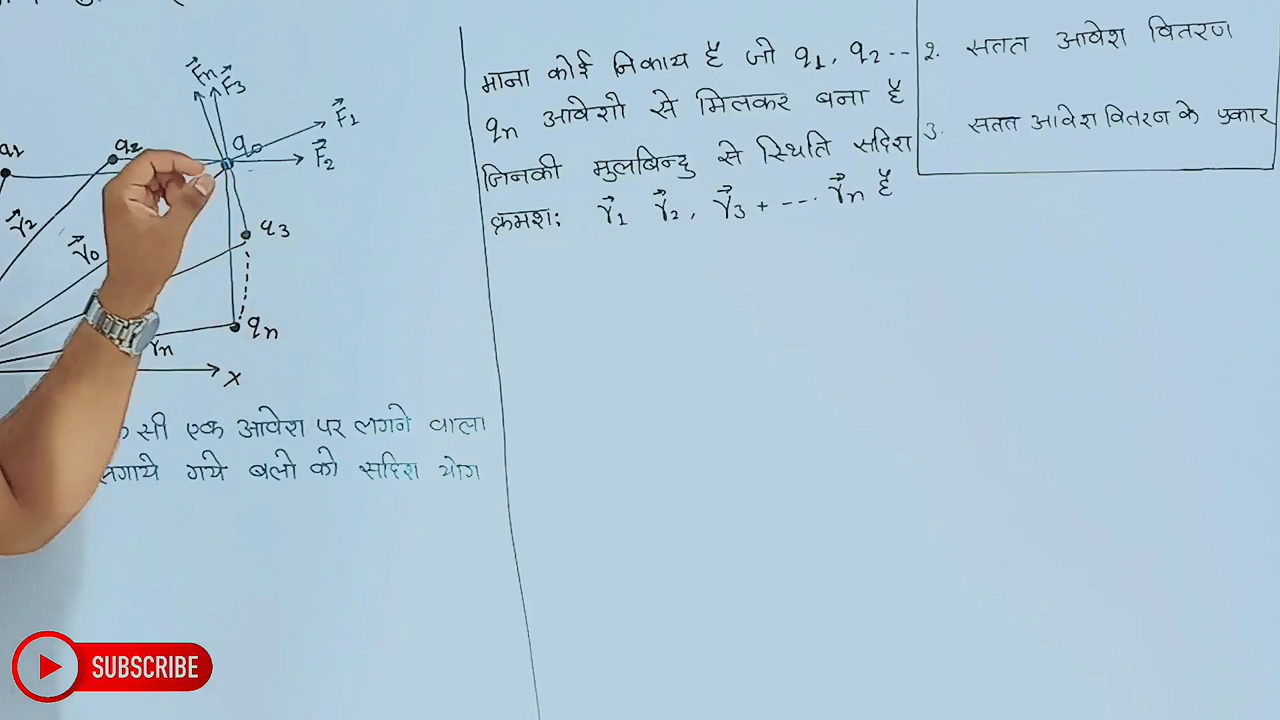 F⃗n F⃗3
q0 F⃗1
F⃗2
q1 q2
r⃗2
r⃗0
q3
qn
rn
x
सी एक आवेश पर लगने वाला
लगाये गये बलो को सदिश योग
माना कोई निकाय है जो q1, q2 --
qn आवेशो से मिलकर बना है
जिनकी मुलबिन्दु से स्थिति सदिश
क्रमश: r⃗1 r⃗2, r⃗3 + --- r⃗n है
2. सतत आवेश वितरण
3. सतत आवेश वितरन के प्रकार
SUBSCRIBE